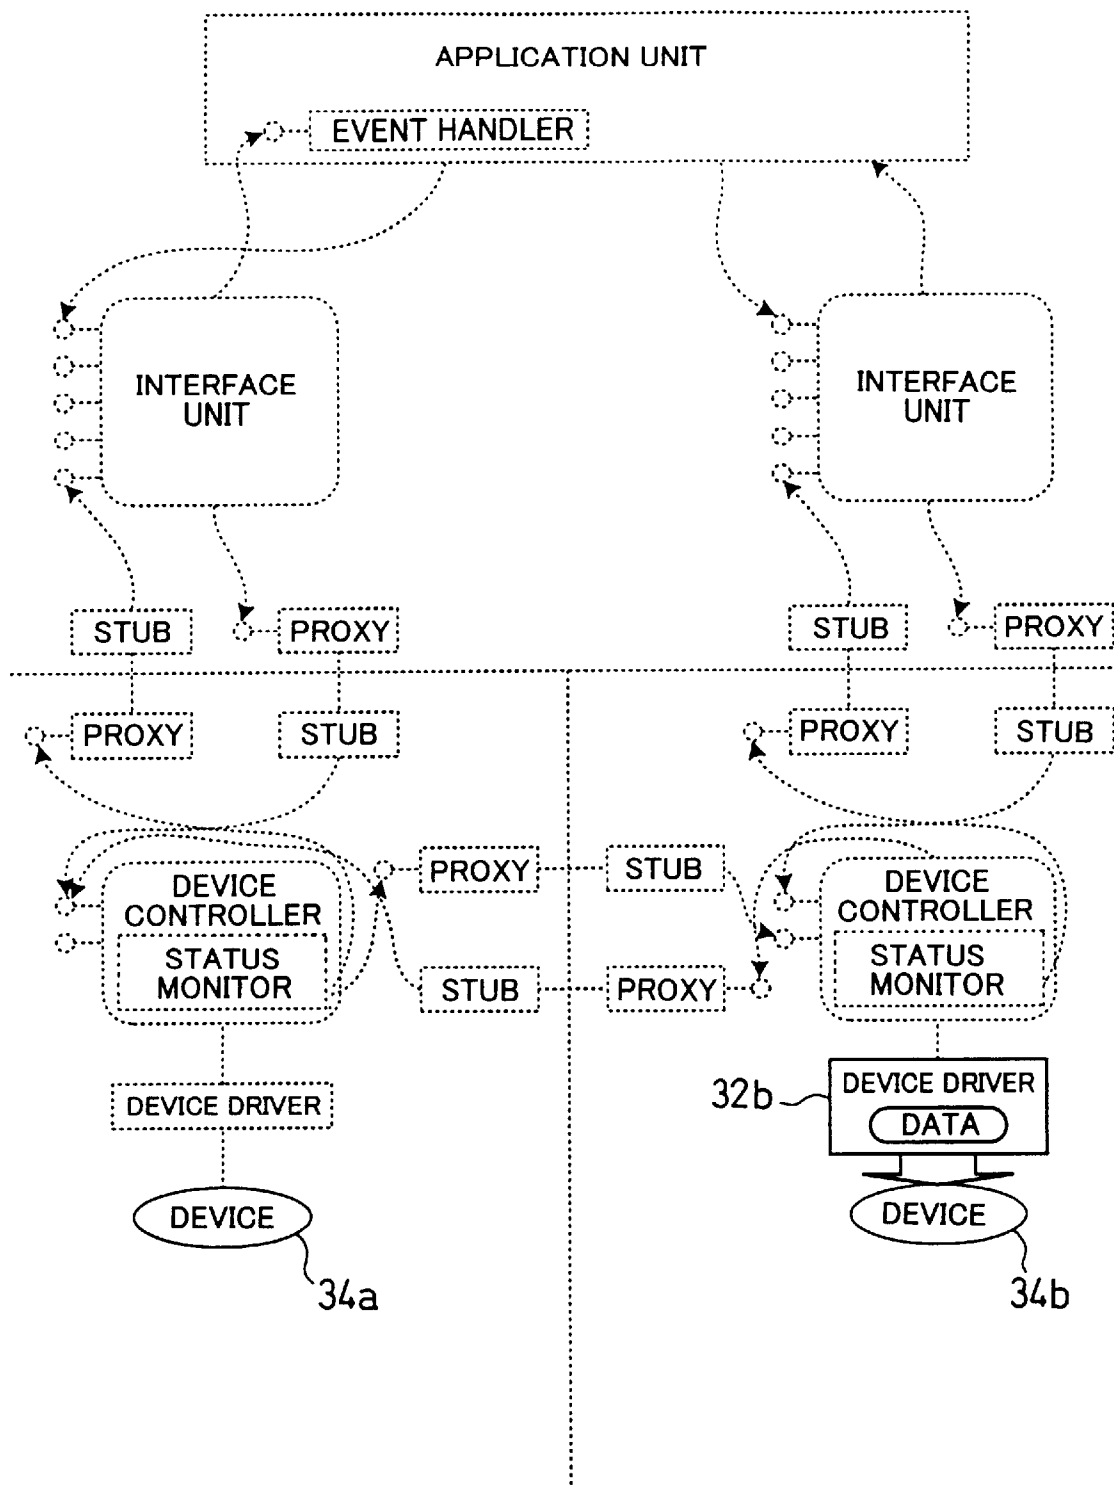 APPLICATION UNIT
EVENT HANDLER
INTERFACE
UNIT
INTERFACE
UNIT
STUB
PROXY
STUB
PROXY
PROXY
STUB
PROXY
STUB
DEVICE
CONTROLLER
STATUS
MONITOR
PROXY
STUB
STUB
PROXY
DEVICE
CONTROLLER
STATUS
MONITOR
DEVICE DRIVER
32b
DEVICE DRIVER
DATA
DEVICE
34a
DEVICE
34b